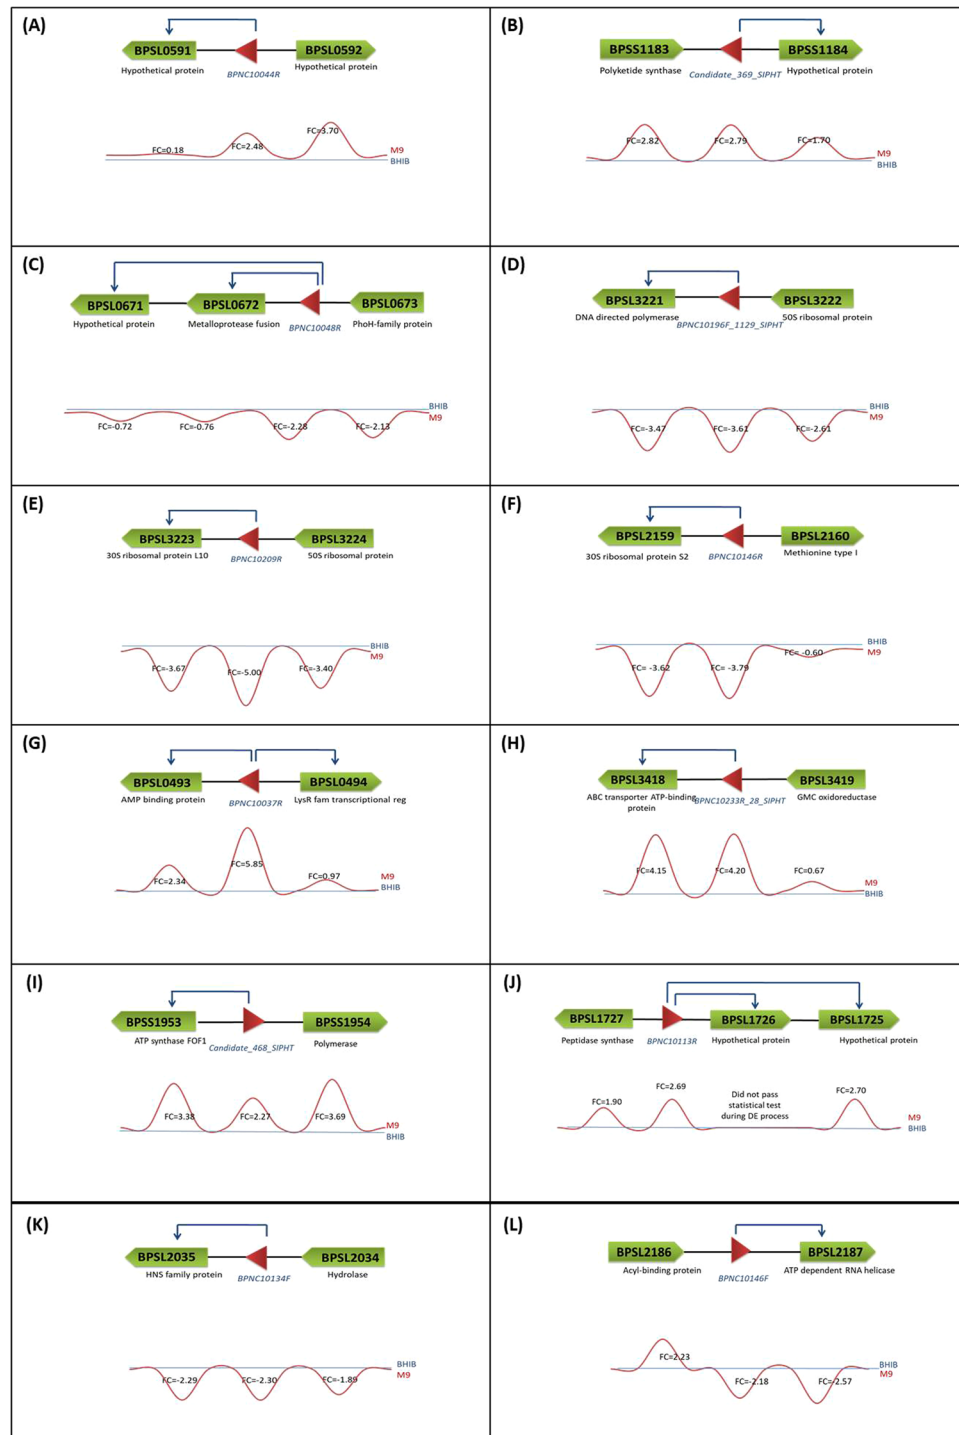 (A)
BPSL0591
BPSL0592
Hypothetical protein
Hypothetical protein
BPNC10044R
FC=0.18
FC=2.48
FC=3.70
M9
BHIB
(B)
BPSS1183
BPSS1184
Polyketide synthase
Candidate_369_SIPHT
Hypothetical protein
FC=2.82
FC=2.79
FC=1.70
M9
BHIB
(C)
BPSL0671
BPSL0672
BPSL0673
Hypothetical protein
Metalloprotease fusion
BPNC10048R
PhoH-family protein
BHIB
M9
FC=-0.72
FC=-0.76
FC=-2.28
FC=-2.13
(D)
BPSL3221
BPSL3222
DNA directed polymerase
BPNC10196F_1129_SIPHT
50S ribosomal protein
BHIB
M9
FC=-3.47
FC=-3.61
FC=-2.61
(E)
BPSL3223
BPSL3224
30S ribosomal protein L10
BPNC10209R
50S ribosomal protein
BHIB
M9
FC=-3.67
FC=-5.00
FC=-3.40
(F)
BPSL2159
BPSL2160
30S ribosomal protein S2
BPNC10146R
Methionine type I
BHIB
M9
FC= -3.62
FC= -3.79
FC= -0.60
(G)
BPSL0493
BPSL0494
AMP binding protein
BPNC10037R
LysR fam transcriptional reg
FC=2.34
FC=5.85
FC=0.97
M9
BHIB
(H)
BPSL3418
BPSL3419
ABC transporter ATP-binding
protein
BPNC10233R_28_SIPHT
GMC oxidoreductase
FC=4.15
FC=4.20
FC=0.67
M9
BHIB
(I)
BPSS1953
BPSS1954
ATP synthase FOF1
Candidate_468_SIPHT
Polymerase
FC=3.38
FC=2.27
FC=3.69
M9
BHIB
(J)
BPSL1727
BPSL1726
BPSL1725
Peptidase synthase
BPNC10113R
Hypothetical protein
Hypothetical protein
FC=1.90
FC=2.69
Did not pass
statistical test
during DE process
FC=2.70
M9
BHIB
(K)
BPSL2035
BPSL2034
HNS family protein
BPNC10134F
Hydrolase
BHIB
M9
FC=-2.29
FC=-2.30
FC=-1.89
(L)
BPSL2186
BPSL2187
Acyl-binding protein
BPNC10146F
ATP dependent RNA helicase
FC=2.23
FC=-2.18
FC=-2.57
BHIB
M9